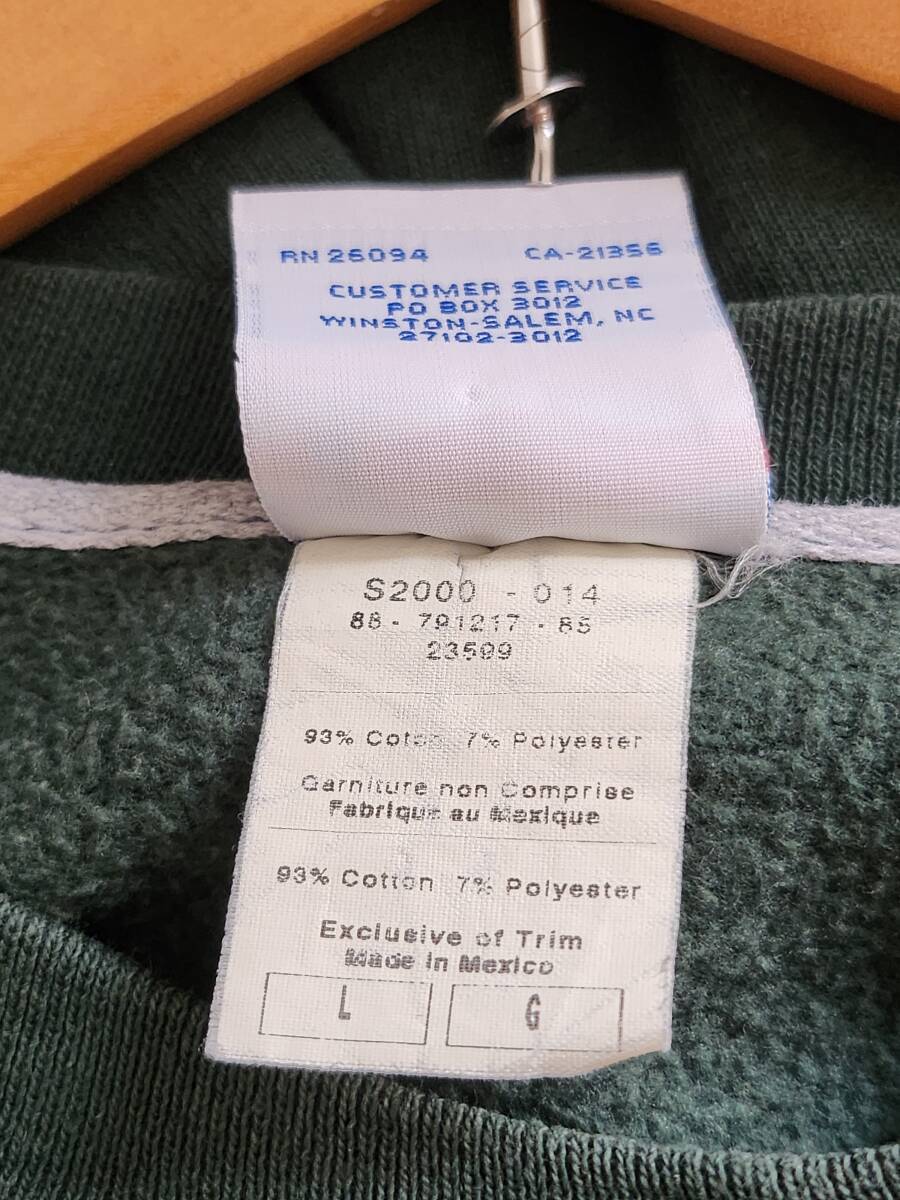 RN 26094 CA-21356
CUSTOMER SERVICE
PO BOX 3012
WINSTON-SALEM, NC
27102-3012
S2000 - 014
88 - 791217 - 85
23599
93% Coton 7% Polyester
Garniture non Comprise
Fabrique au Mexique
93% Cotton 7% Polyester
Exclusive of Trim
Made in Mexico
L G